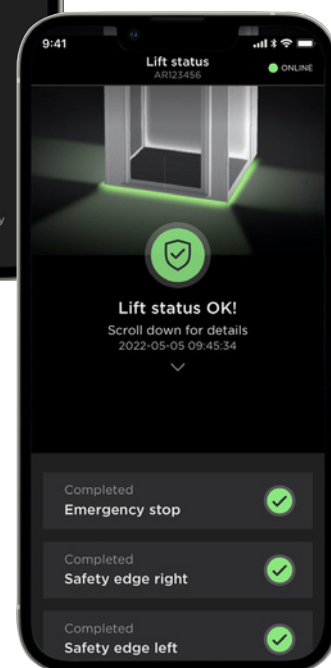 9:41
Lift status
AR123456
ONLINE
Lift status OK!
Scroll down for details
2022-05-05 09:45:34
Completed
Emergency stop
Completed
Safety edge right
Completed
Safety edge left